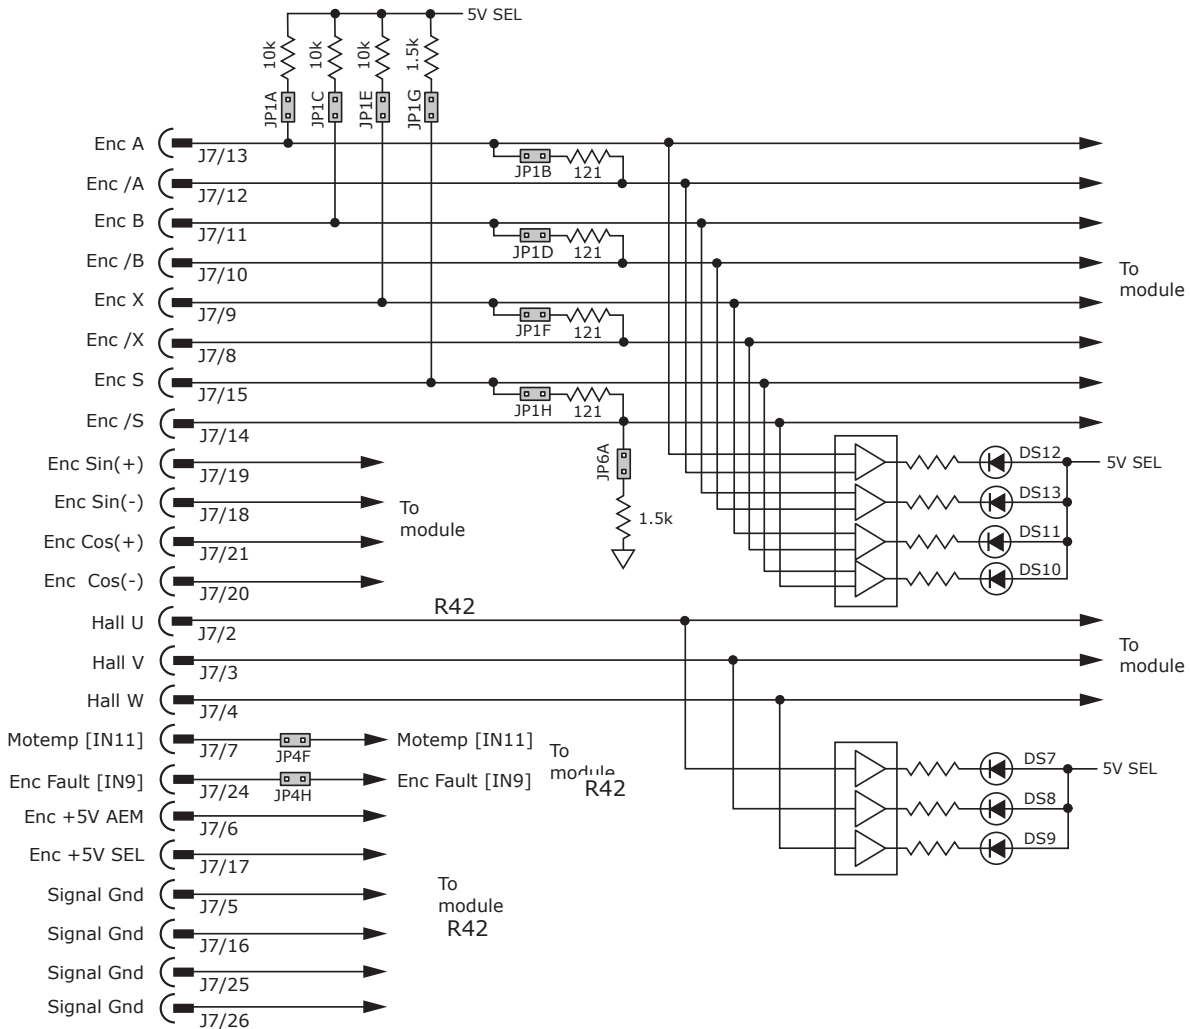 5V SEL
10k
10k
10k
1.5k
JP1A
JP1C
JP1E
JP1G
Enc A
J7/13
JP1B
121
Enc /A
J7/12
Enc B
J7/11
JP1D
121
Enc /B
J7/10
To
module
Enc X
J7/9
JP1F
121
Enc /X
J7/8
Enc S
J7/15
JP1H
121
Enc /S
J7/14
JP6A
1.5k
Enc Sin(+)
J7/19
Enc Sin(-)
J7/18
To
module
Enc Cos(+)
J7/21
Enc Cos(-)
J7/20
DS12
5V SEL
DS13
DS11
DS10
R42
Hall U
J7/2
Hall V
J7/3
To
module
Hall W
J7/4
Motemp [IN11]
J7/7
JP4F
Motemp [IN11]
To
module
R42
Enc Fault [IN9]
J7/24
JP4H
Enc Fault [IN9]
DS7
5V SEL
DS8
DS9
Enc +5V AEM
J7/6
Enc +5V SEL
J7/17
To
module
R42
Signal Gnd
J7/5
Signal Gnd
J7/16
Signal Gnd
J7/25
Signal Gnd
J7/26